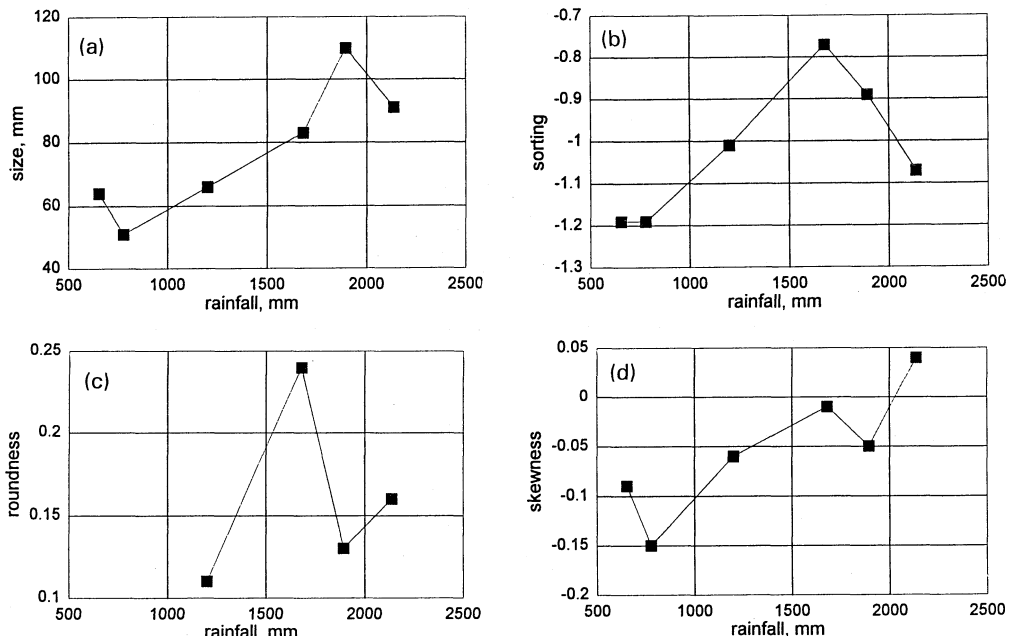 120
100
80
60
40
size, mm
(a)
500 1000 1500 2000 2500
rainfall, mm
-0.7
-0.8
-0.9
-1
-1.1
-1.2
-1.3
sorting
(b)
500 1000 1500 2000 2500
rainfall, mm
0.25
0.2
0.15
0.1
roundness
(c)
500 1000 1500 2000 2500
rainfall, mm
0.05
0
-0.05
-0.1
-0.15
-0.2
skewness
(d)
500 1000 1500 2000 2500
rainfall, mm